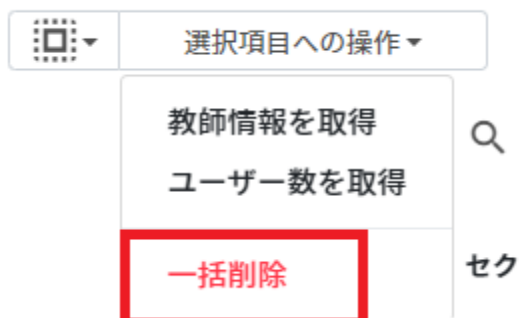 選択項目への操作
教師情報を取得
ユーザー数を取得
一括削除
セク